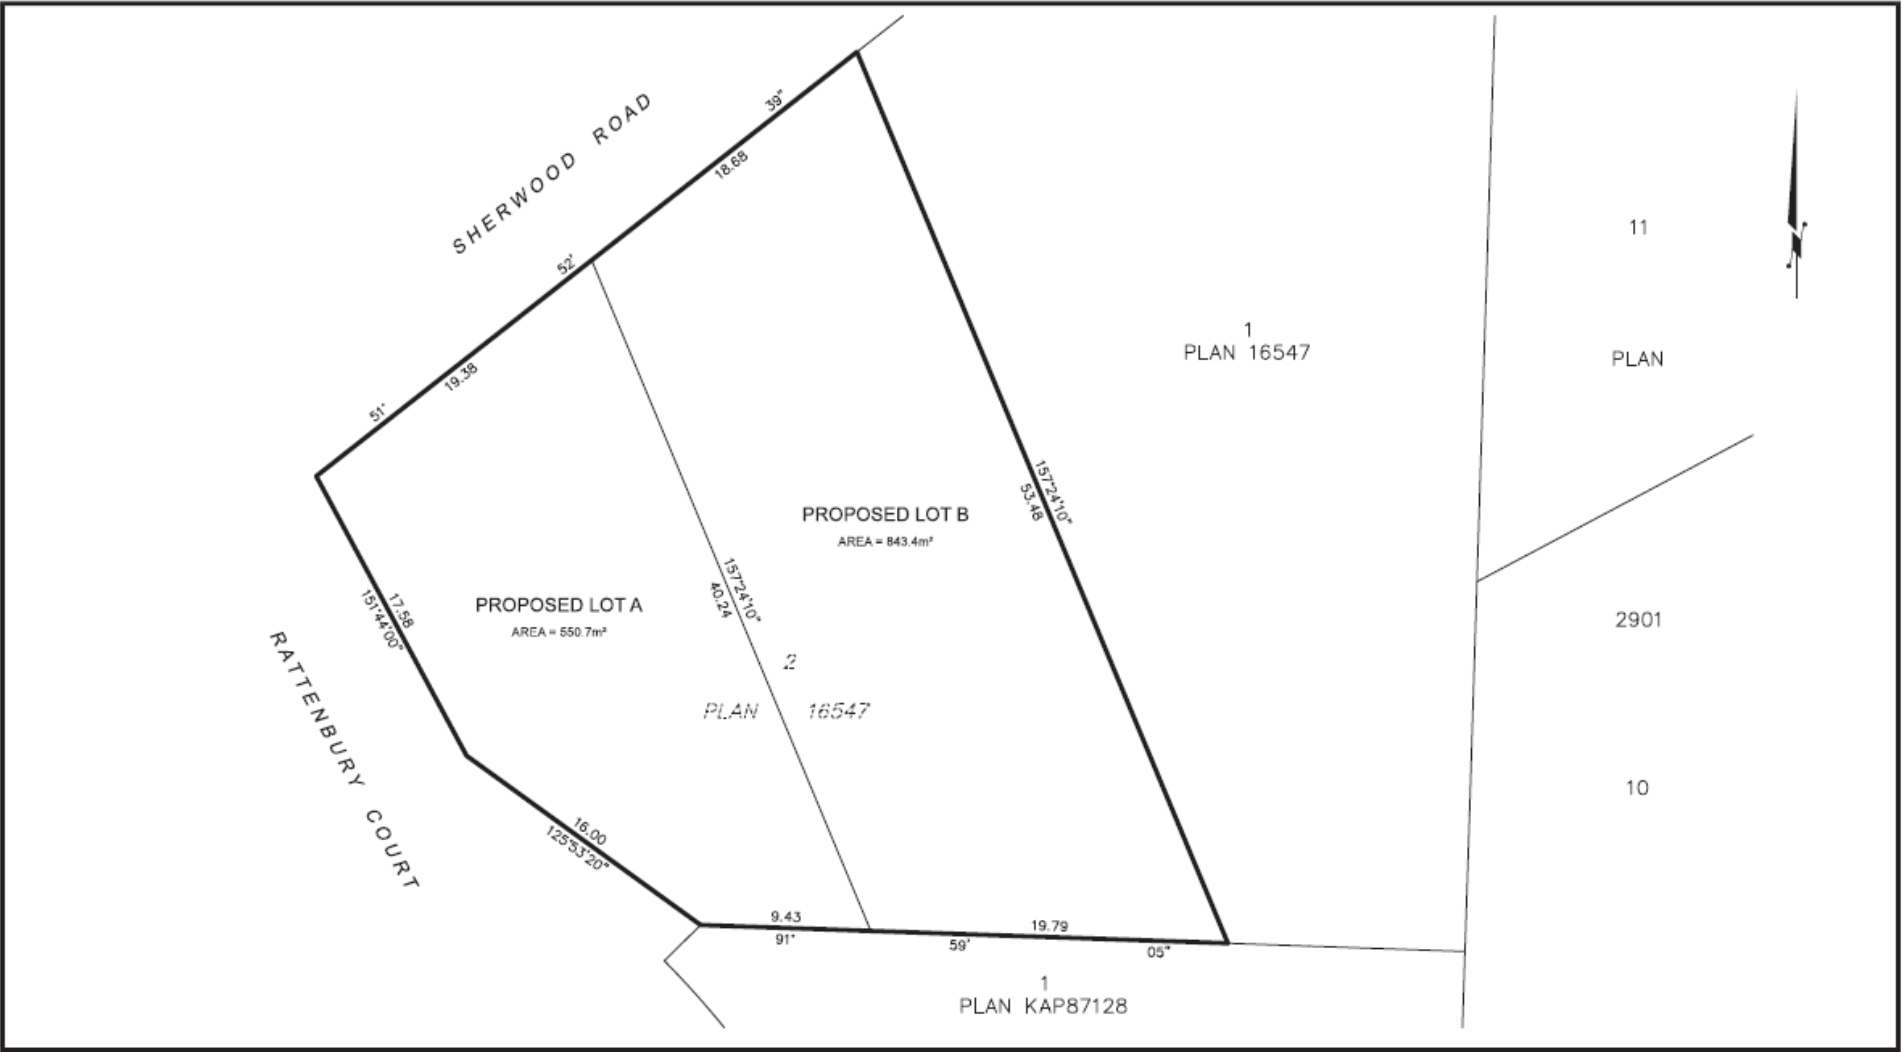 SHERWOOD ROAD
39"
18.68
52'
19.38
51°
11
1
PLAN 16547
PLAN
157°24'10"
53.48
PROPOSED LOT B
AREA = 843.4m²
157°24'10"
40.24
PROPOSED LOT A
AREA = 550.7m²
17.58
151°44'00"
2
PLAN 16547
2901
RATTENBURY COURT
10
16.00
125°53'20"
9.43
19.79
91°
59'
05"
1
PLAN KAP87128